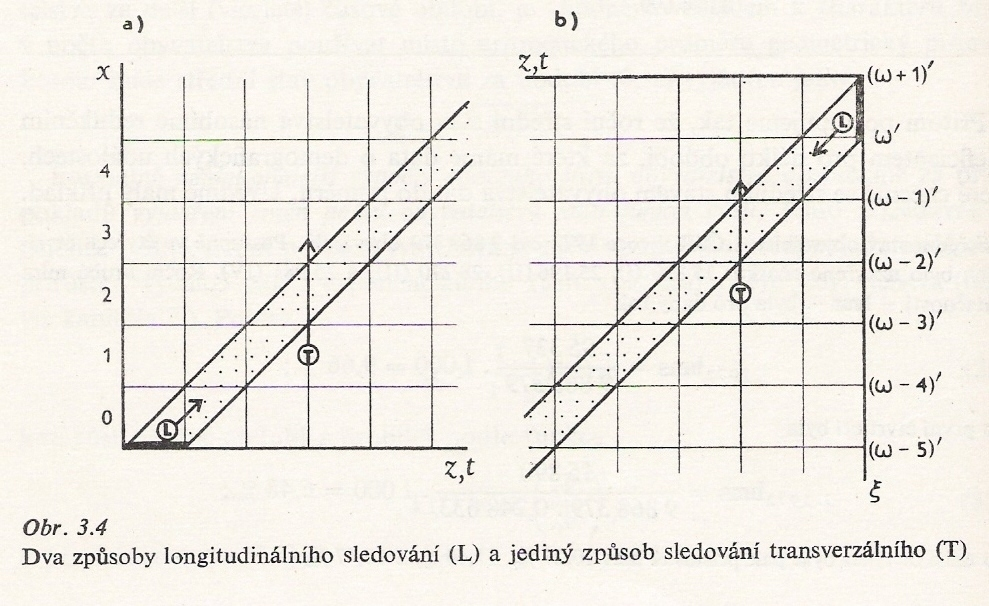 a)
x
4
3
2
1
0
L
T
z,t
b)
z,t
(ω + 1)′
ω′
(ω − 1)′
(ω − 2)′
(ω − 3)′
(ω − 4)′
(ω − 5)′
L
T
ξ
Obr. 3.4
Dva způsoby longitudinálního sledování (L) a jediný způsob sledování transverzálního (T)